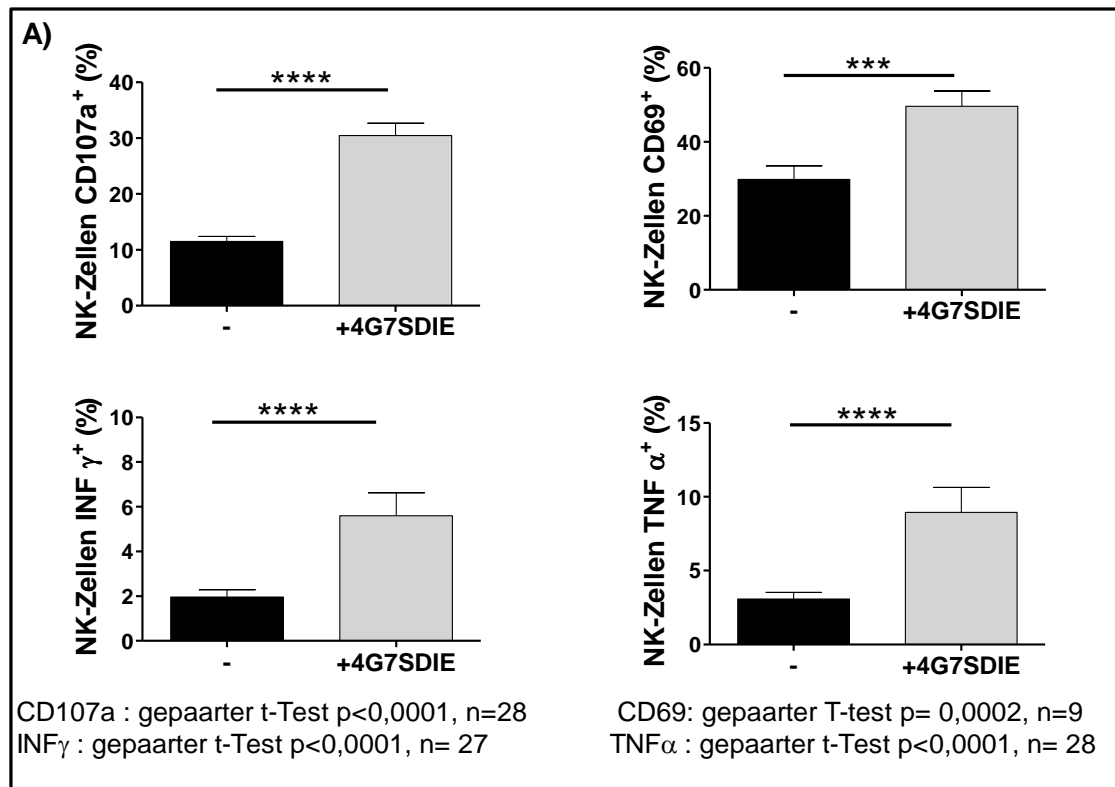 A)
NK-Zellen CD107a⁺ (%)
****
40
30
20
10
0
-
+4G7SDIE
NK-Zellen CD69⁺ (%)
***
60
40
20
0
-
+4G7SDIE
NK-Zellen INF γ⁺ (%)
****
10
8
6
4
2
0
-
+4G7SDIE
NK-Zellen TNF α⁺ (%)
****
15
10
5
0
-
+4G7SDIE
CD107a : gepaarter t-Test p<0,0001, n=28
INFγ : gepaarter t-Test p<0,0001, n= 27
CD69: gepaarter T-test p= 0,0002, n=9
TNFα : gepaarter t-Test p<0,0001, n= 28